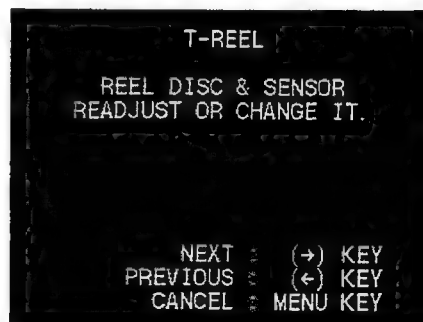 T-REEL
REEL DISC & SENSOR
READJUST OR CHANGE IT.
NEXT : (→) KEY
PREVIOUS : (←) KEY
CANCEL : MENU KEY